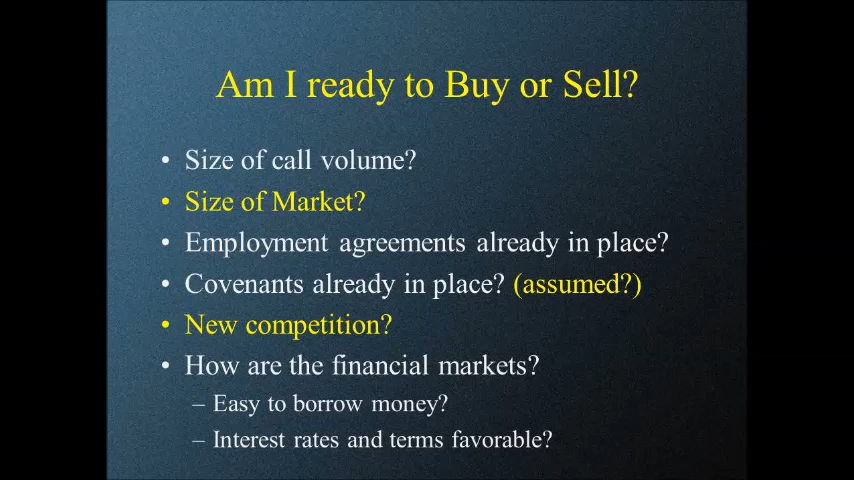 Am I ready to Buy or Sell?
• Size of call volume?
• Size of Market?
• Employment agreements already in place?
• Covenants already in place? (assumed?)
• New competition?
• How are the financial markets?
– Easy to borrow money?
– Interest rates and terms favorable?